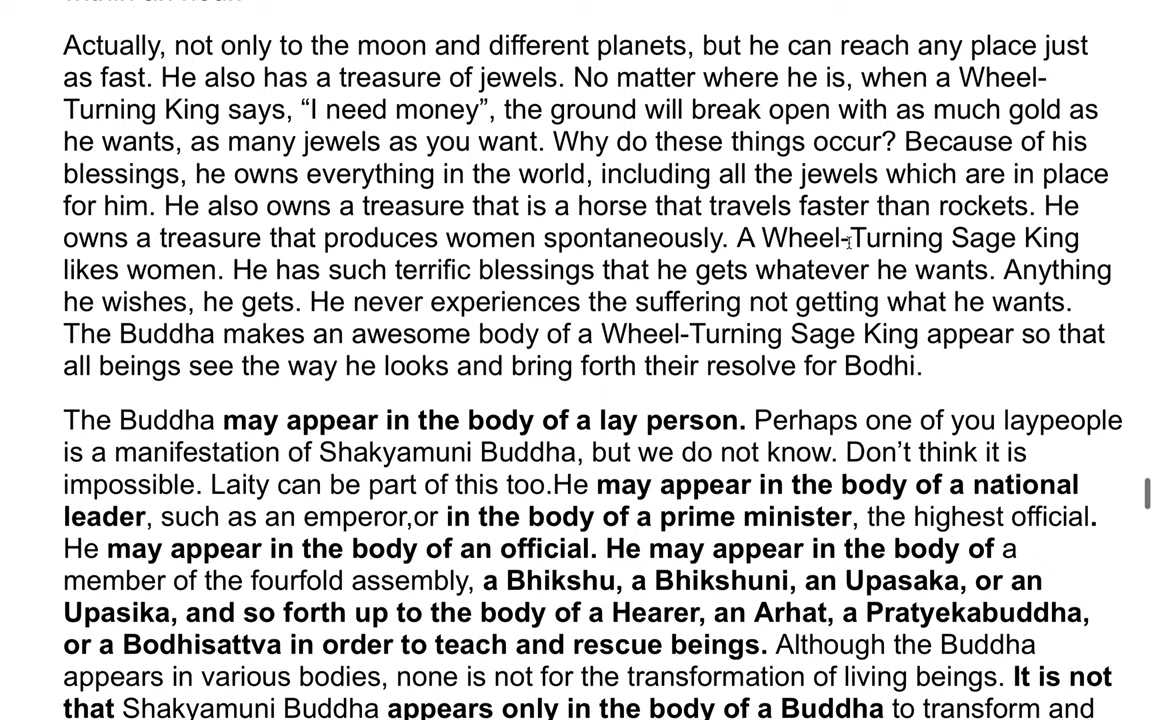 Actually, not only to the moon and different planets, but he can reach any place just
as fast. He also has a treasure of jewels. No matter where he is, when a Wheel-
Turning King says, “I need money”, the ground will break open with as much gold as
he wants, as many jewels as you want. Why do these things occur? Because of his
blessings, he owns everything in the world, including all the jewels which are in place
for him. He also owns a treasure that is a horse that travels faster than rockets. He
owns a treasure that produces women spontaneously. A Wheel-Turning Sage King
likes women. He has such terrific blessings that he gets whatever he wants. Anything
he wishes, he gets. He never experiences the suffering not getting what he wants.
The Buddha makes an awesome body of a Wheel-Turning Sage King appear so that
all beings see the way he looks and bring forth their resolve for Bodhi.
The Buddha may appear in the body of a lay person. Perhaps one of you laypeople
is a manifestation of Shakyamuni Buddha, but we do not know. Don’t think it is
impossible. Laity can be part of this too.He may appear in the body of a national
leader, such as an emperor,or in the body of a prime minister, the highest official.
He may appear in the body of an official. He may appear in the body of a
member of the fourfold assembly, a Bhikshu, a Bhikshuni, an Upasaka, or an
Upasika, and so forth up to the body of a Hearer, an Arhat, a Pratyekabuddha,
or a Bodhisattva in order to teach and rescue beings. Although the Buddha
appears in various bodies, none is not for the transformation of living beings. It is not
that Shakyamuni Buddha appears only in the body of a Buddha to transform and